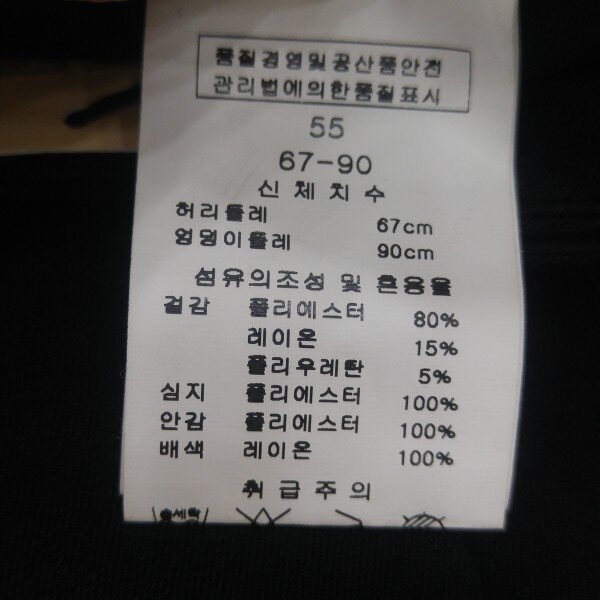 품질경영및공산품안전
관리법에의한품질표시
55
67-90
신체치수
허리둘레 67cm
엉덩이둘레 90cm
섬유의조성 및 혼용율
겉감 폴리에스터 80%
레이온 15%
폴리우레탄 5%
심지 폴리에스터 100%
안감 폴리에스터 100%
배색 레이온 100%
취급주의
손세탁